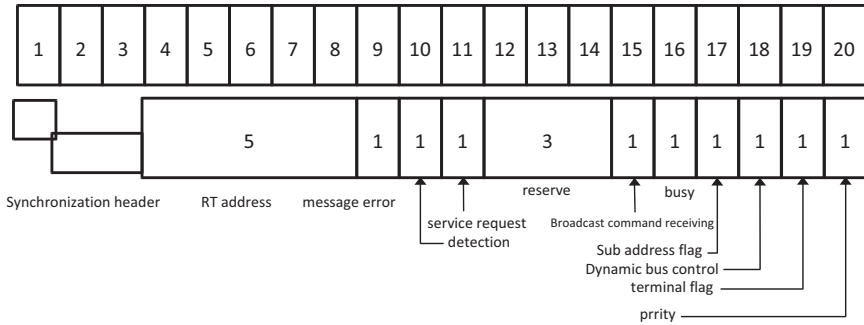 1 2 3 4 5 6 7 8 9 10 11 12 13 14 15 16 17 18 19 20
5 1 1 1 3 1 1 1 1 1 1
Synchronization header RT address message error reserve busy
service request
detection
Broadcast command receiving
Sub address flag
Dynamic bus control
terminal flag
prrity